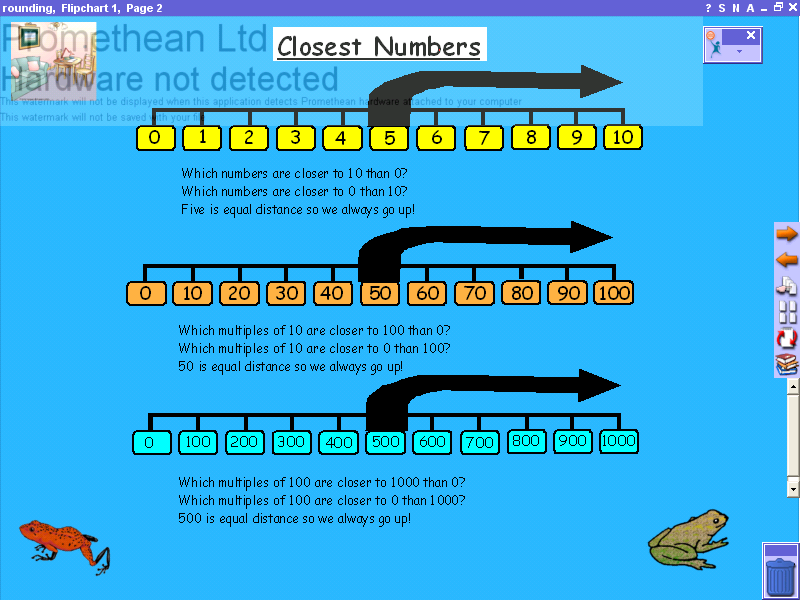 rounding, Flipchart 1, Page 2
? S N A
Promethean Ltd
Hardware not detected
This watermark will not be displayed when this application detects Promethean hardware attached to your computer
This watermark will not be saved with your file
Closest Numbers
0 1 2 3 4 5 6 7 8 9 10
Which numbers are closer to 10 than 0?
Which numbers are closer to 0 than 10?
Five is equal distance so we always go up!
0 10 20 30 40 50 60 70 80 90 100
Which multiples of 10 are closer to 100 than 0?
Which multiples of 10 are closer to 0 than 100?
50 is equal distance so we always go up!
0 100 200 300 400 500 600 700 800 900 1000
Which multiples of 100 are closer to 1000 than 0?
Which multiples of 100 are closer to 0 than 1000?
500 is equal distance so we always go up!